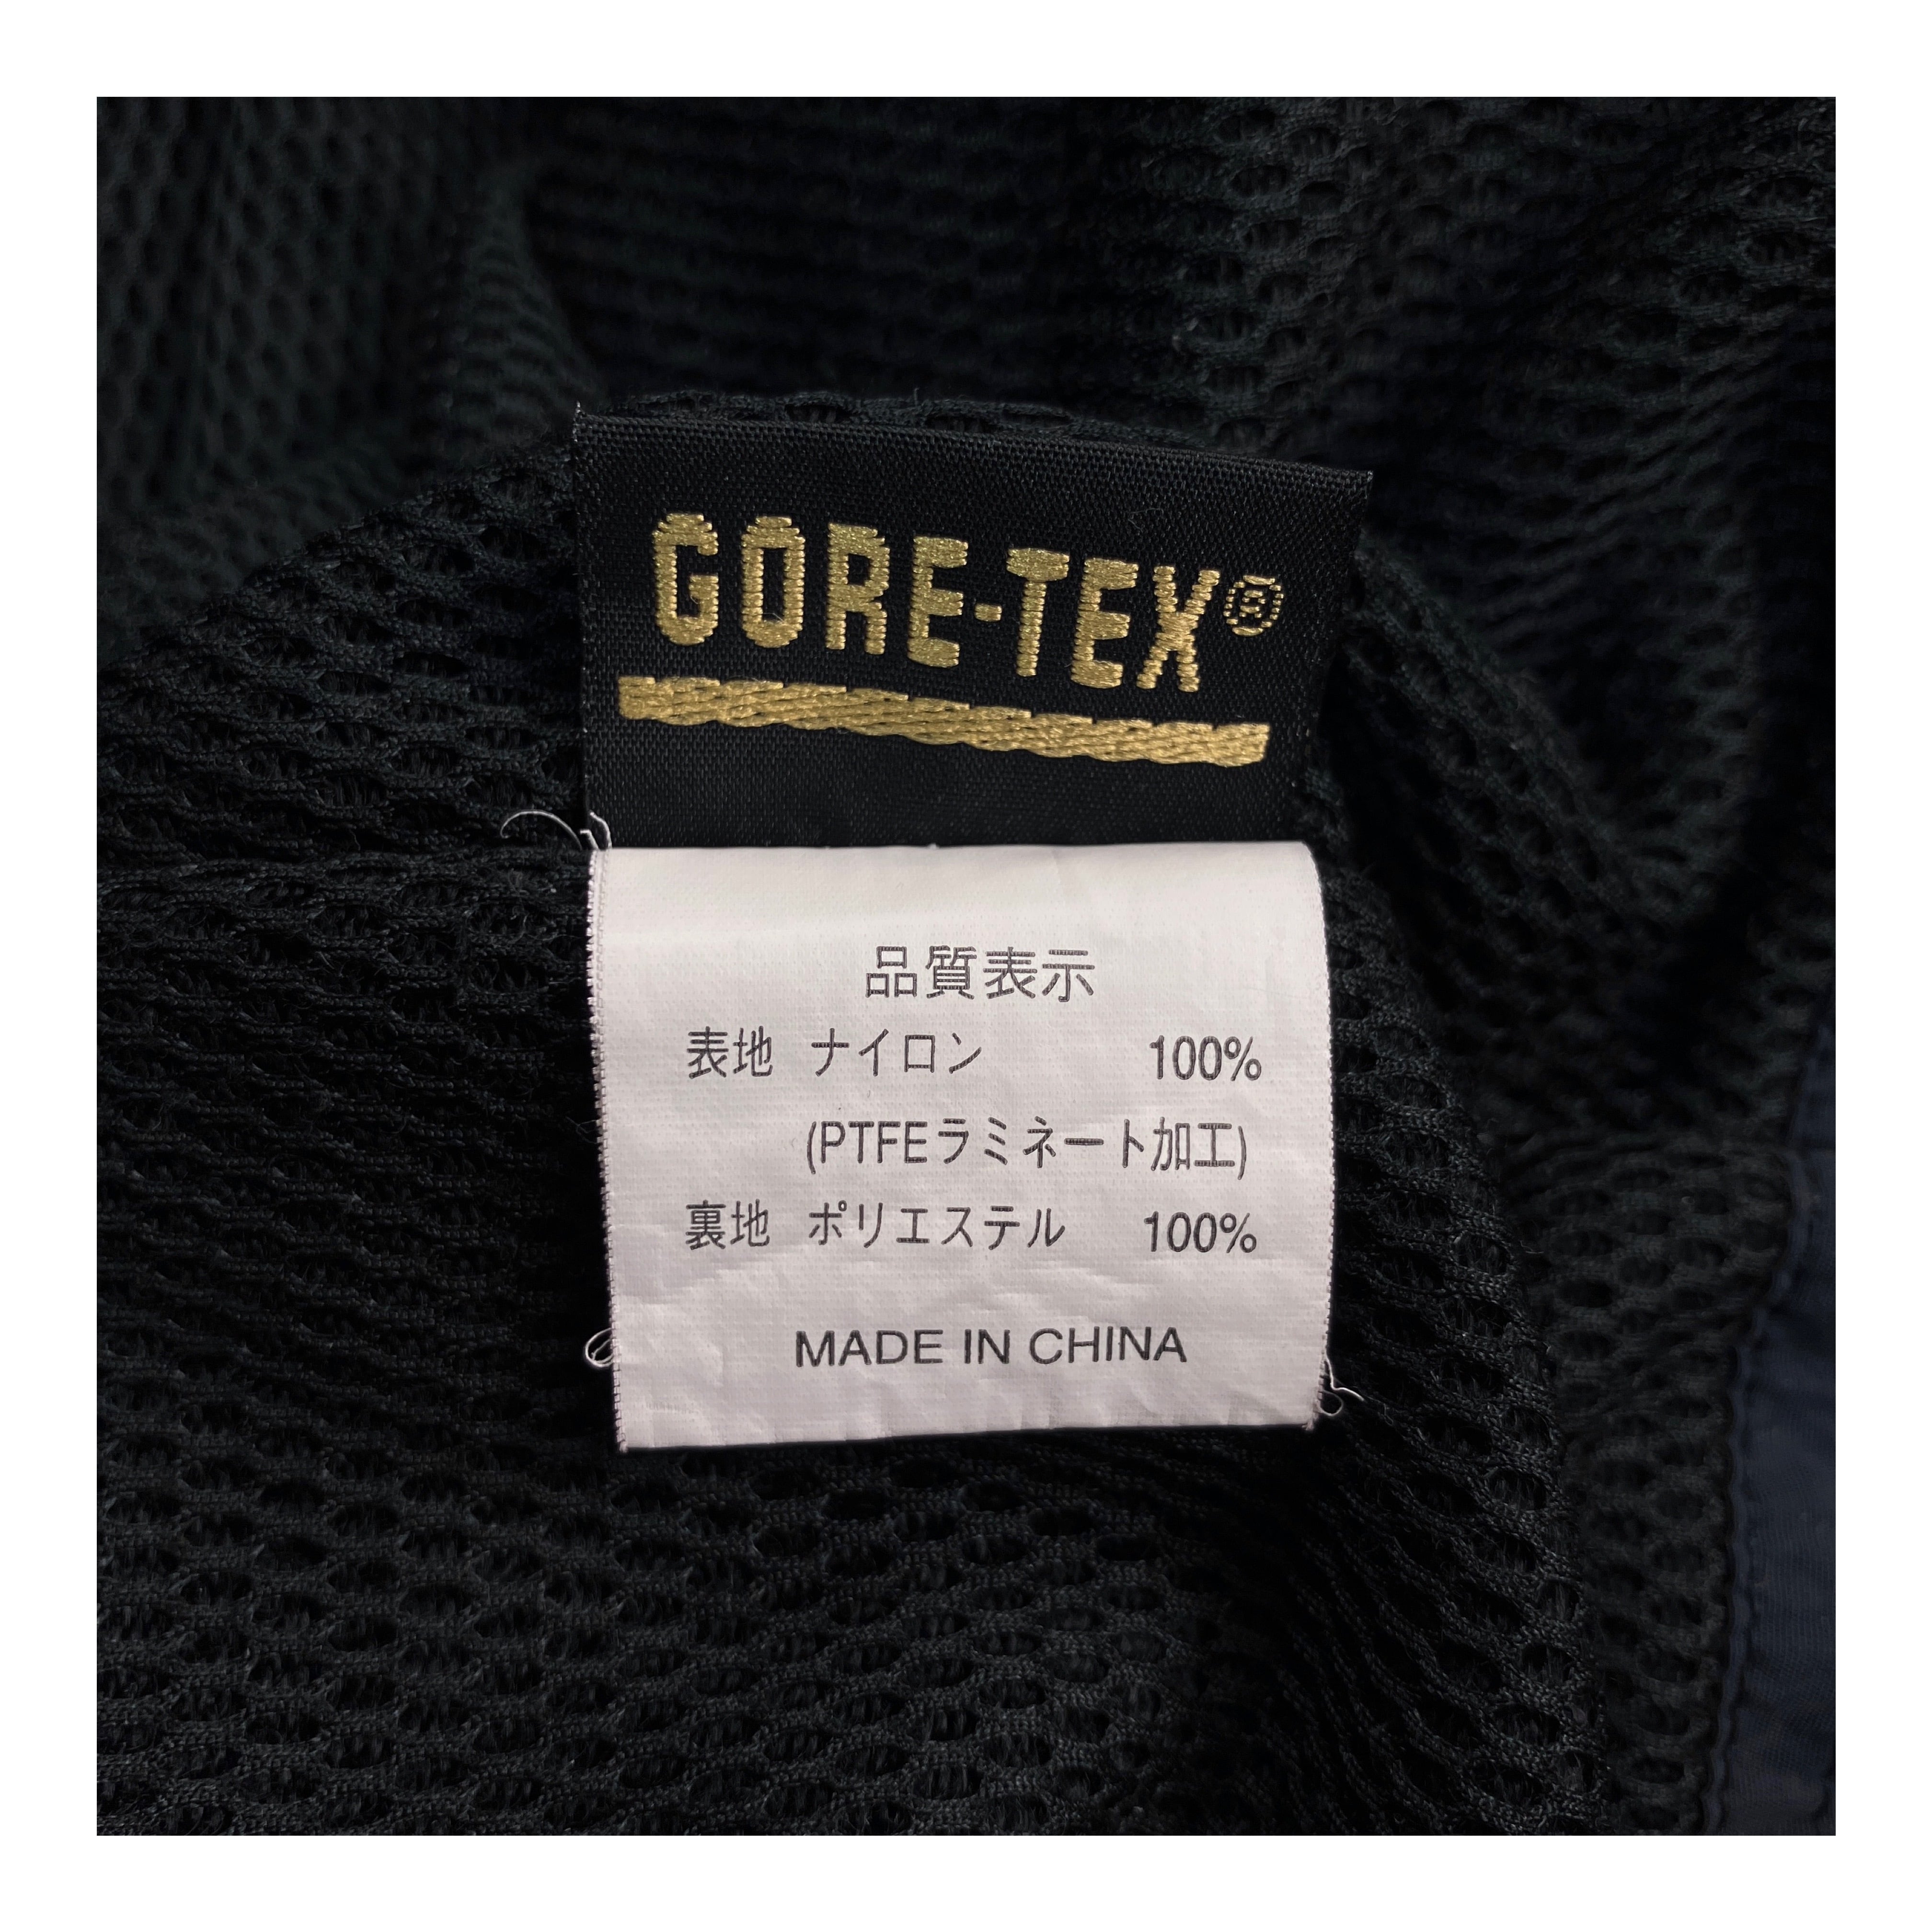 GORE-TEX®
品質表示
表地 ナイロン 100%
(PTFEラミネート加工)
裏地 ポリエステル 100%
MADE IN CHINA